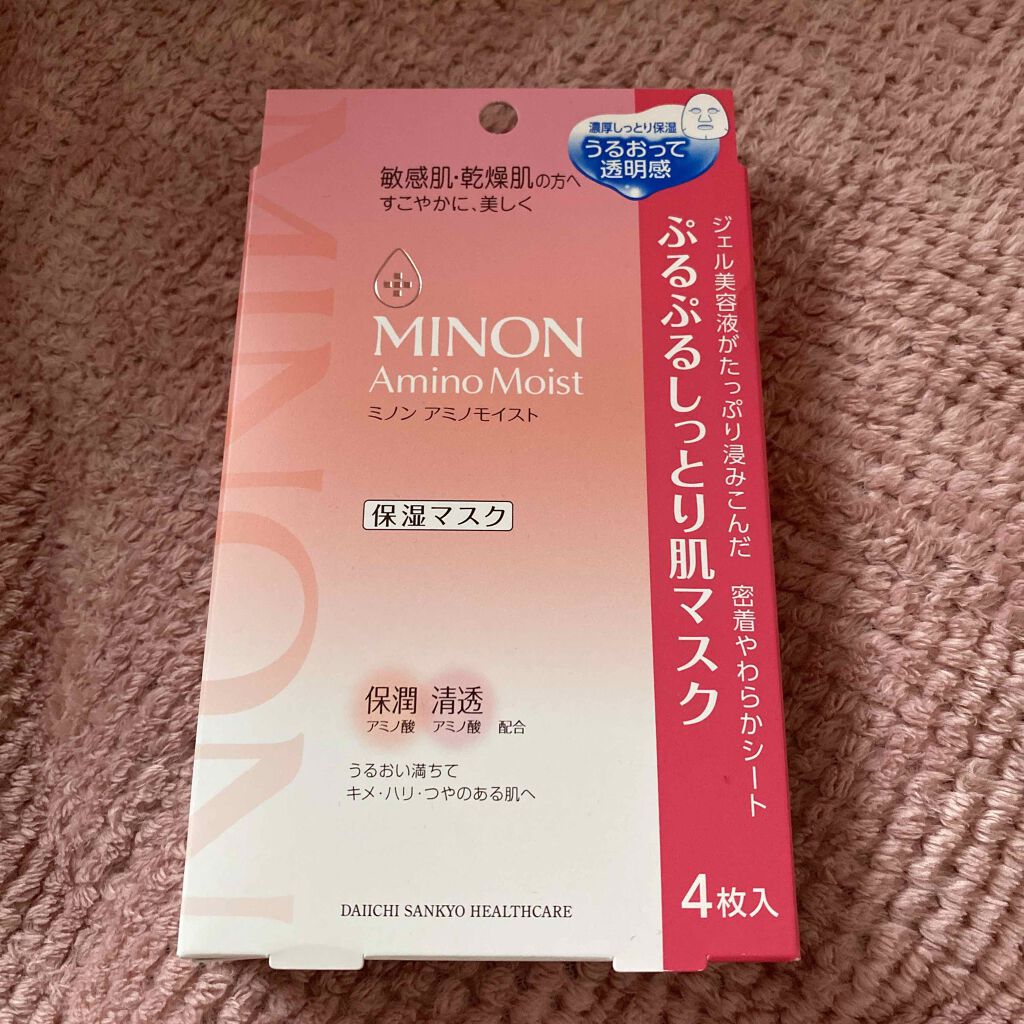 濃厚しっとり保湿
うるおって
透明感
敏感肌・乾燥肌の方へ
すこやかに、美しく
MINON
Amino Moist
ミノン アミノモイスト
保湿マスク
保潤 清透
アミノ酸 アミノ酸 配合
うるおい満ちて
キメ・ハリ・つやのある肌へ
DAIICHI SANKYO HEALTHCARE
ジェル美容液がたっぷり浸みこんだ 密着やわらかシート
ぷるぷるしっとり肌マスク
4枚入
MINON